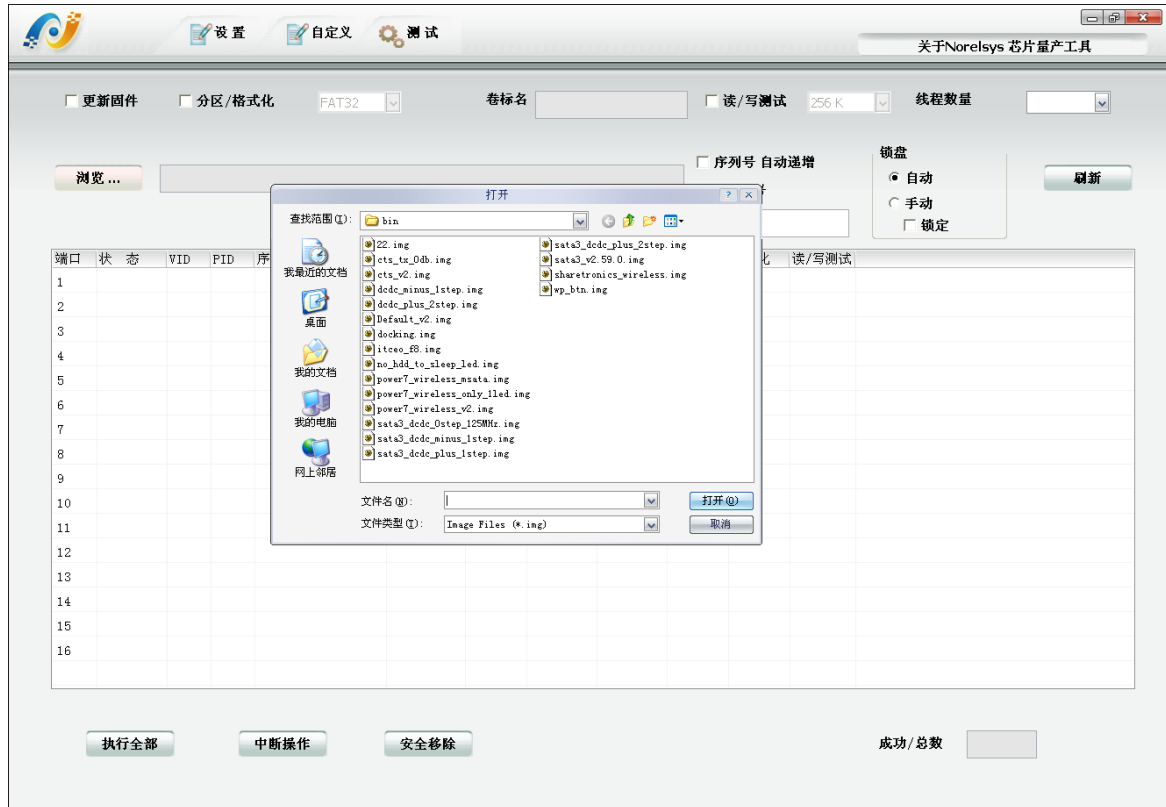 设 置
自定义
测 试
关于Norelsys 芯片量产工具
更新固件
分区/格式化
FAT32
卷标名
读/写测试
256 K
线程数量
浏览 ...
序列号 自动递增
锁盘
自动
手动
锁定
刷新
打开
查找范围(I):
bin
我最近的文档
桌面
我的文档
我的电脑
网上邻居
22.img
cts_tx_0db.img
cts_v2.img
dcdc_minus_1step.img
dcdc_plus_2step.img
Default_v2.img
docking.img
itceo_f8.img
no_hdd_to_sleep_led.img
power7_wireless_msata.img
power7_wireless_only_1led.img
power7_wireless_v2.img
sata3_dcdc_0step_125MHz.img
sata3_dcdc_minus_1step.img
sata3_dcdc_plus_1step.img
sata3_dcdc_plus_2step.img
sata3_v2.59.0.img
sharetronics_wireless.img
wp_btn.img
文件名(N):
打开(O)
文件类型(T):
Image Files (*.img)
取消
端口 状 态 VID PID 序 化 读/写测试
1
2
3
4
5
6
7
8
9
10
11
12
13
14
15
16
执行全部
中断操作
安全移除
成功/总数